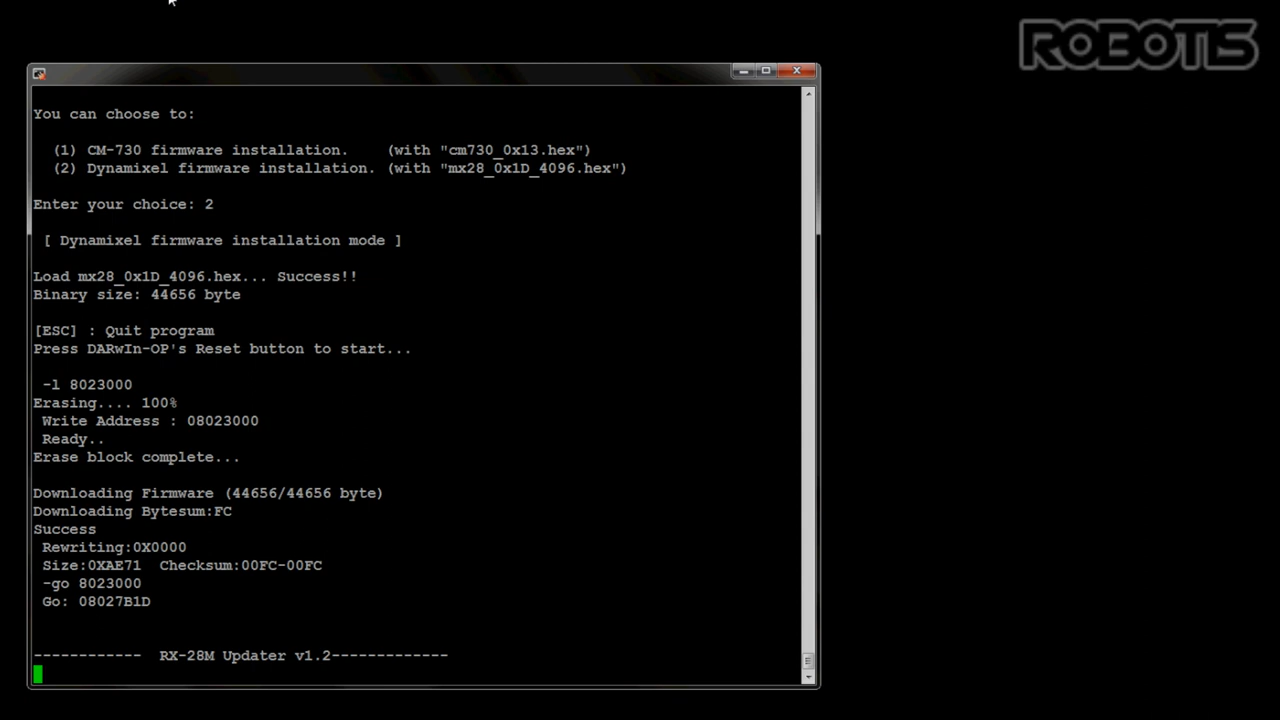 ROBOTIS
You can choose to:
(1) CM-730 firmware installation. (with "cm730_0x13.hex")
(2) Dynamixel firmware installation. (with "mx28_0x1D_4096.hex")
Enter your choice: 2
[ Dynamixel firmware installation mode ]
Load mx28_0x1D_4096.hex... Success!!
Binary size: 44656 byte
[ESC] : Quit program
Press DARwIn-OP's Reset button to start...
-l 8023000
Erasing.... 100%
Write Address : 08023000
Ready..
Erase block complete...
Downloading Firmware (44656/44656 byte)
Downloading Bytesum:FC
Success
Rewriting:0X0000
Size:0XAE71  Checksum:00FC-00FC
-go 8023000
Go: 08027B1D
------------  RX-28M Updater v1.2-------------